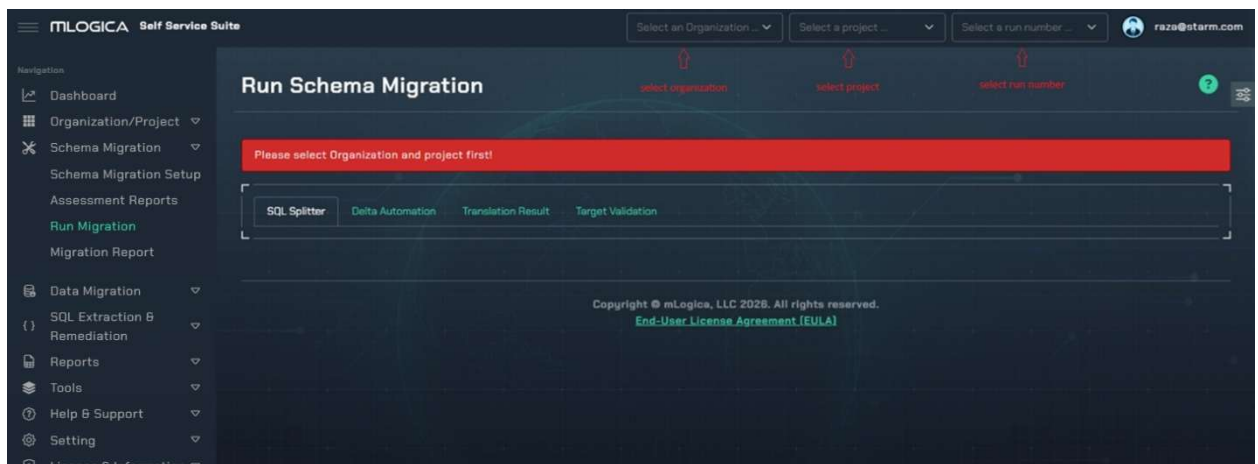 mLOGICA Self Service Suite
Select an Organization ...
Select a project ...
Select a run number ...
raza@starm.com
Navigation
Dashboard
Organization/Project
Schema Migration
Schema Migration Setup
Assessment Reports
Run Migration
Migration Report
Data Migration
SQL Extraction &
Remediation
Reports
Tools
Help & Support
Setting
select organization
select project
select run number
Run Schema Migration
?
Please select Organization and project first!
SQL Splitter
Delta Automation
Translation Result
Target Validation
Copyright © mLogica, LLC 2026. All rights reserved.
End-User License Agreement [EULA]